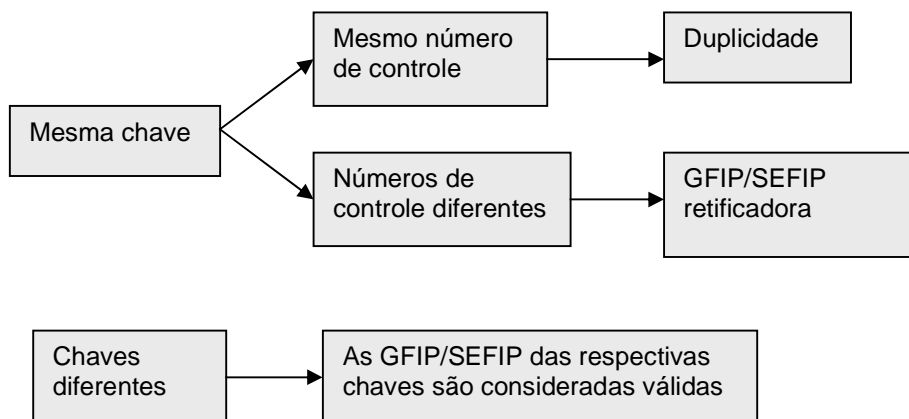 Mesma chave
Mesmo número
de controle
Duplicidade
Números de
controle diferentes
GFIP/SEFIP
retificadora
Chaves
diferentes
As GFIP/SEFIP das respectivas
chaves são consideradas válidas